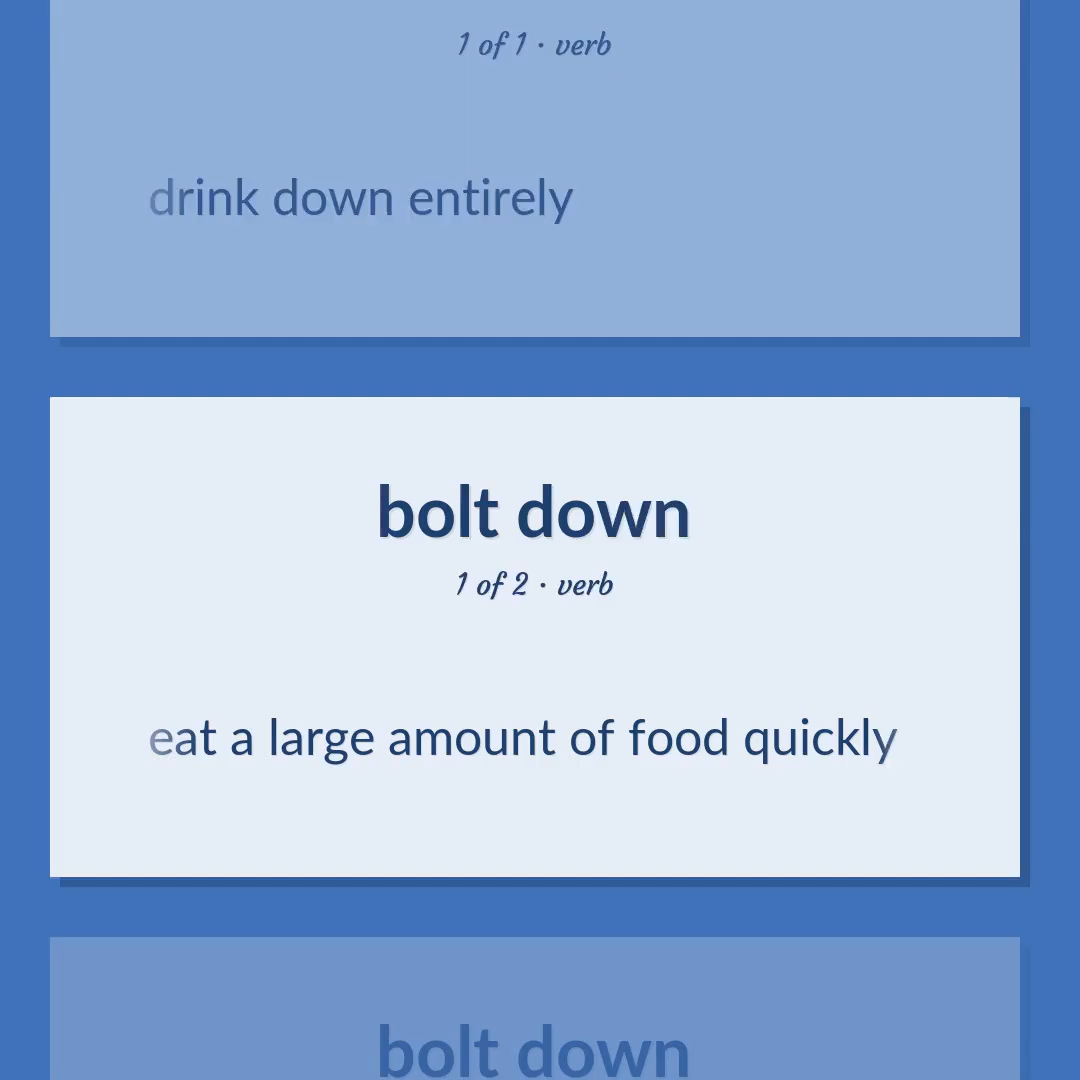 1 of 1 · verb
drink down entirely
bolt down
1 of 2 · verb
eat a large amount of food quickly
bolt down